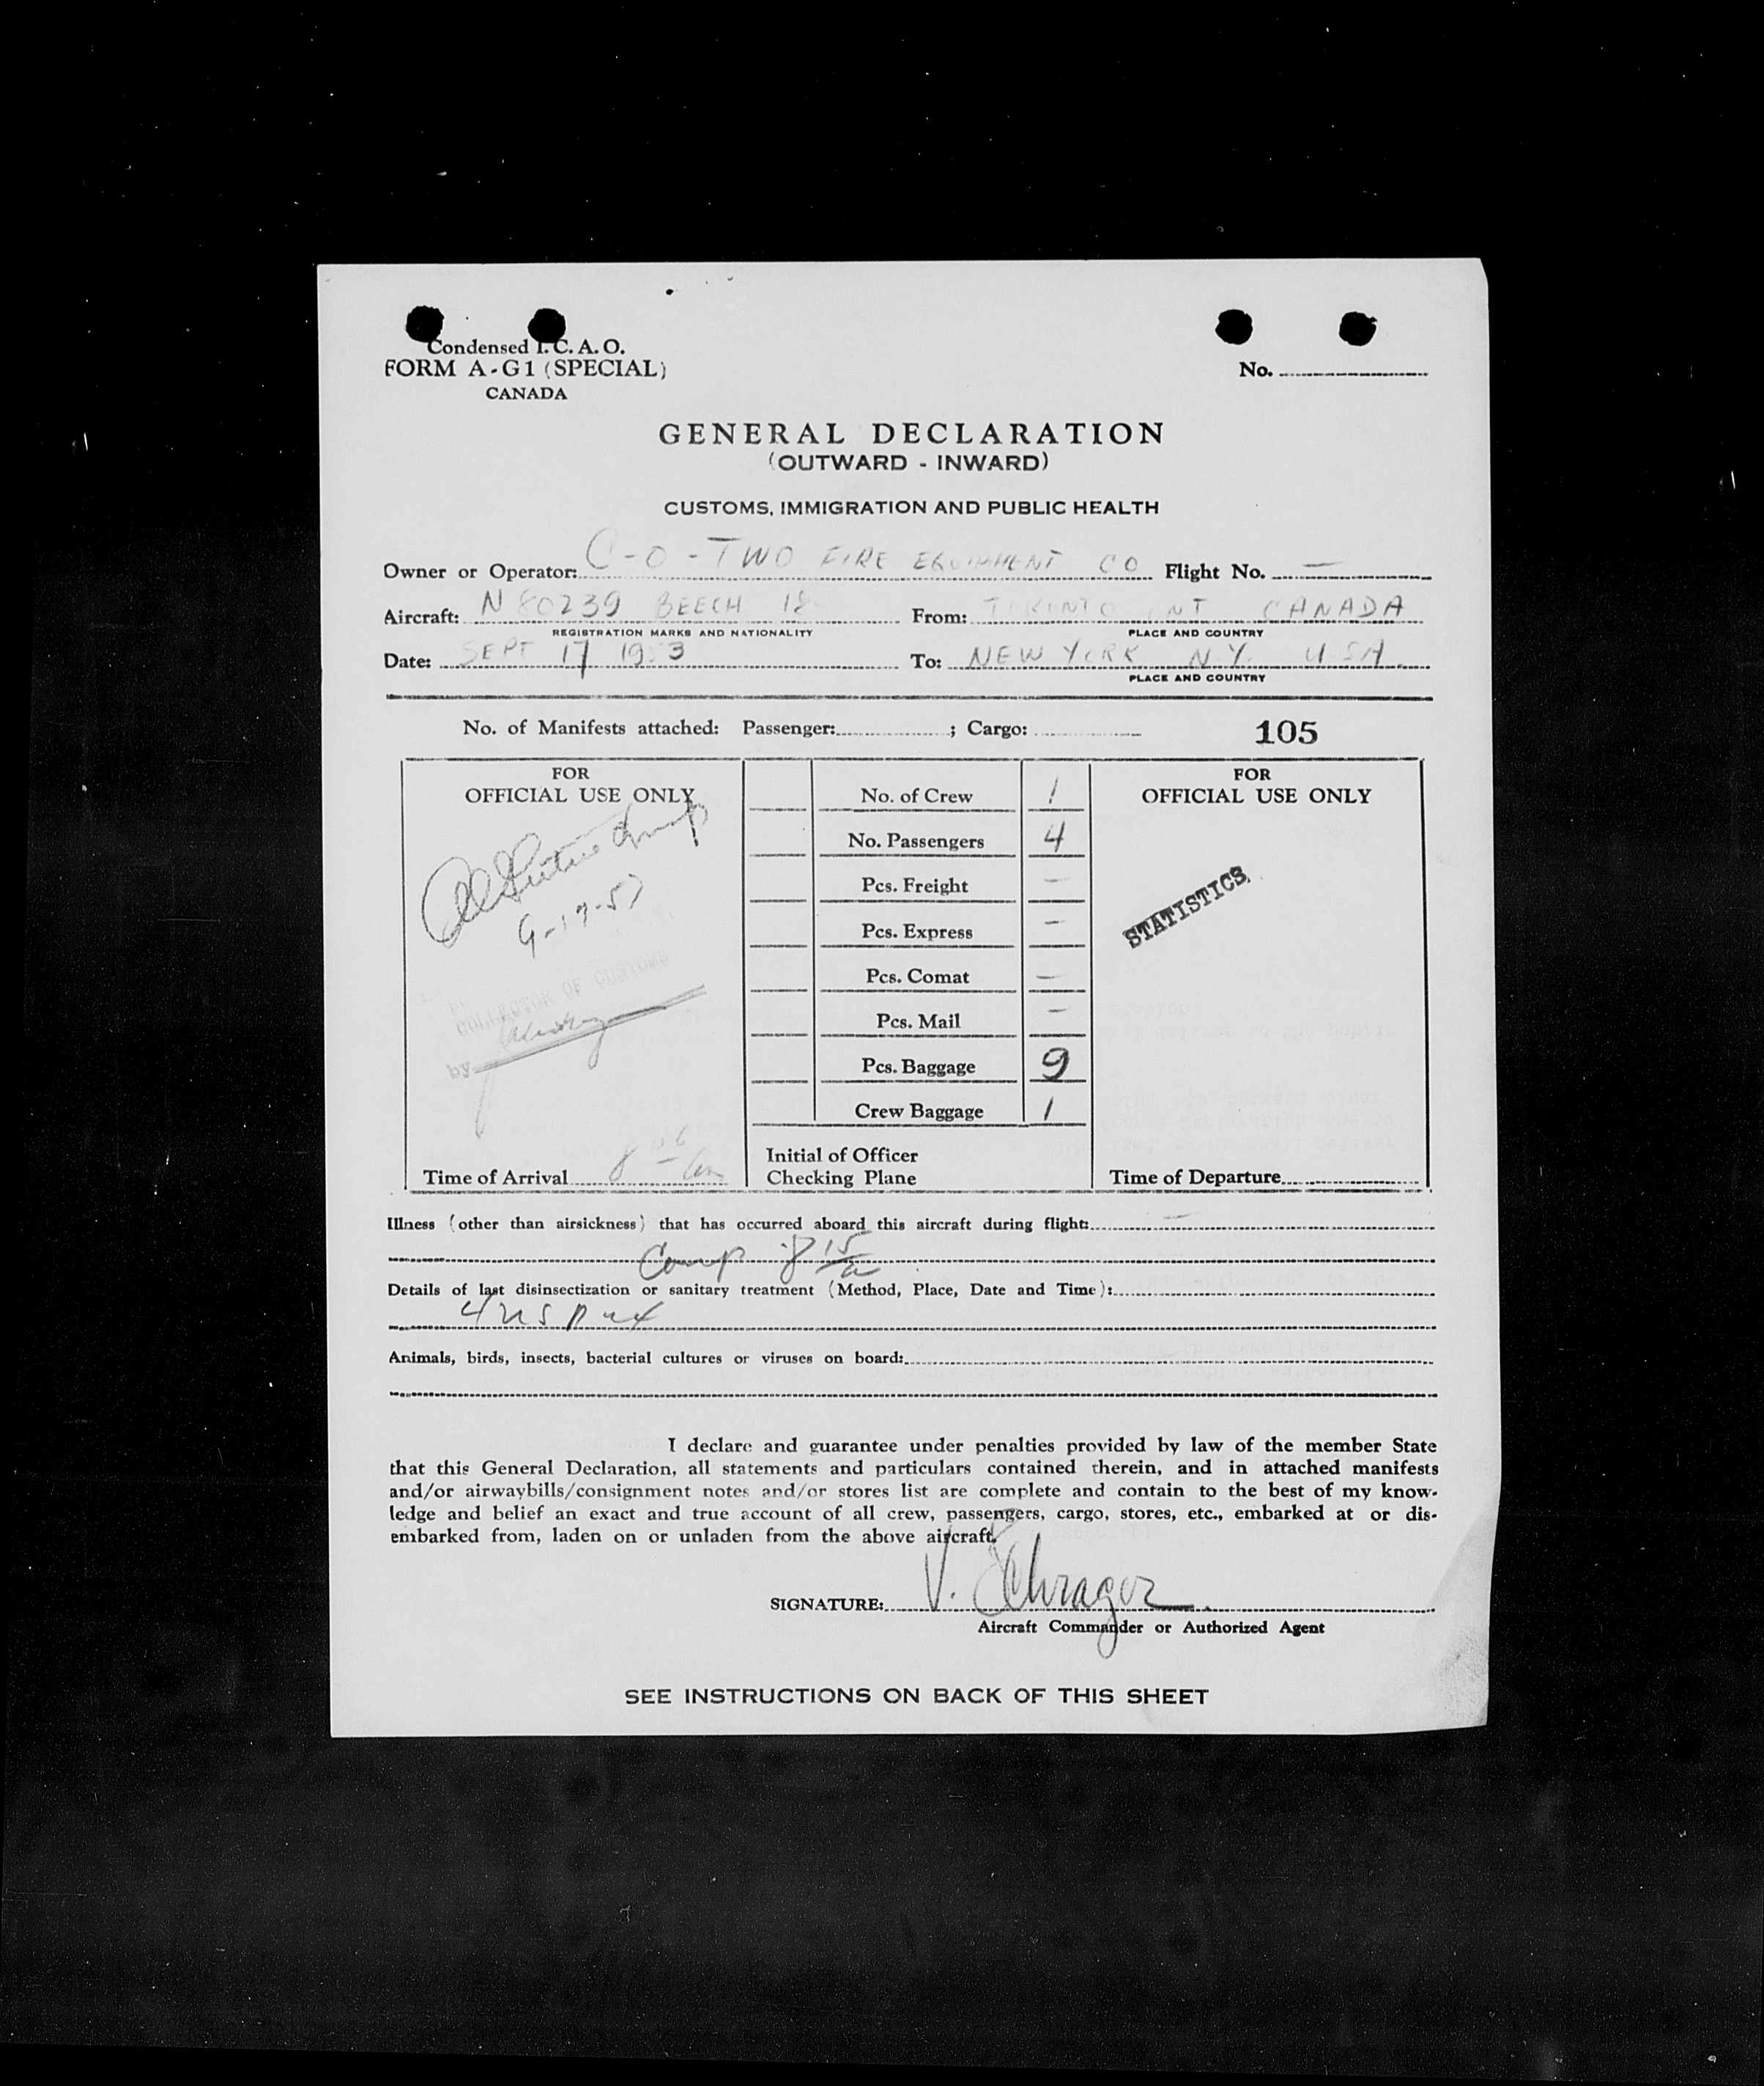 Condensed I. C. A. O.
FORM A-G1 (SPECIAL)
CANADA
No.
GENERAL DECLARATION
(OUTWARD - INWARD)
CUSTOMS, IMMIGRATION AND PUBLIC HEALTH
Owner or Operator: C-O-TWO FIRE EQUIPMENT CO Flight No. —
Aircraft: N 80239 BEECH 18 From: TORONTO ONT CANADA
REGISTRATION MARKS AND NATIONALITY PLACE AND COUNTRY
Date: SEPT 17 1953 To: NEW YORK N.Y. U.S.A.
PLACE AND COUNTRY
No. of Manifests attached: Passenger: ; Cargo: 105
FOR
OFFICIAL USE ONLY
9-17-53
COLLECTOR OF CUSTOMS
by
Time of Arrival 8
No. of Crew 1
No. Passengers 4
Pcs. Freight —
Pcs. Express —
Pcs. Comat —
Pcs. Mail —
Pcs. Baggage 9
Crew Baggage 1
Initial of Officer
Checking Plane
FOR
OFFICIAL USE ONLY
STATISTICS
Time of Departure
Illness (other than airsickness) that has occurred aboard this aircraft during flight: —
Comp 8 15/a
Details of last disinsectization or sanitary treatment (Method, Place, Date and Time):
4 US Pax
Animals, birds, insects, bacterial cultures or viruses on board:
I declare and guarantee under penalties provided by law of the member State
that this General Declaration, all statements and particulars contained therein, and in attached manifests
and/or airwaybills/consignment notes and/or stores list are complete and contain to the best of my know-
ledge and belief an exact and true account of all crew, passengers, cargo, stores, etc., embarked at or dis-
embarked from, laden on or unladen from the above aircraft.
SIGNATURE: V. Schrager
Aircraft Commander or Authorized Agent
SEE INSTRUCTIONS ON BACK OF THIS SHEET